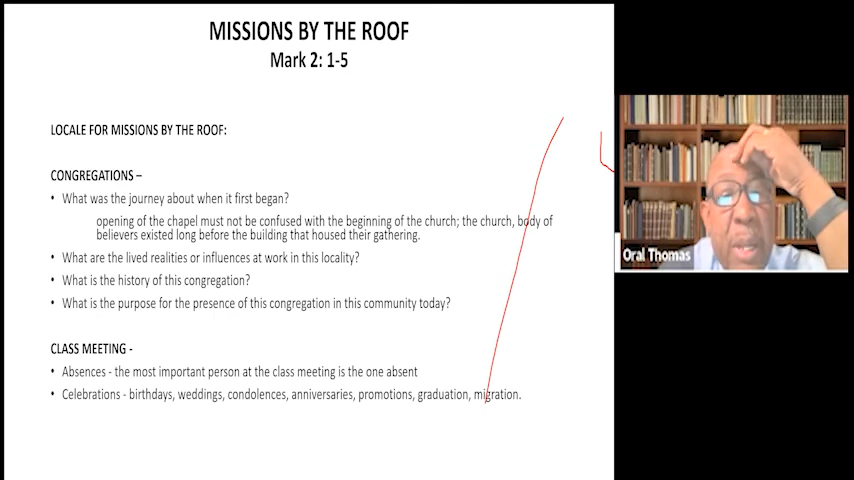 MISSIONS BY THE ROOF
Mark 2: 1-5
LOCALE FOR MISSIONS BY THE ROOF:
CONGREGATIONS –
• What was the journey about when it first began?
opening of the chapel must not be confused with the beginning of the church; the church, body of
believers existed long before the building that housed their gathering.
• What are the lived realities or influences at work in this locality?
• What is the history of this congregation?
• What is the purpose for the presence of this congregation in this community today?
CLASS MEETING -
• Absences - the most important person at the class meeting is the one absent
• Celebrations - birthdays, weddings, condolences, anniversaries, promotions, graduation, migration.
Oral Thomas